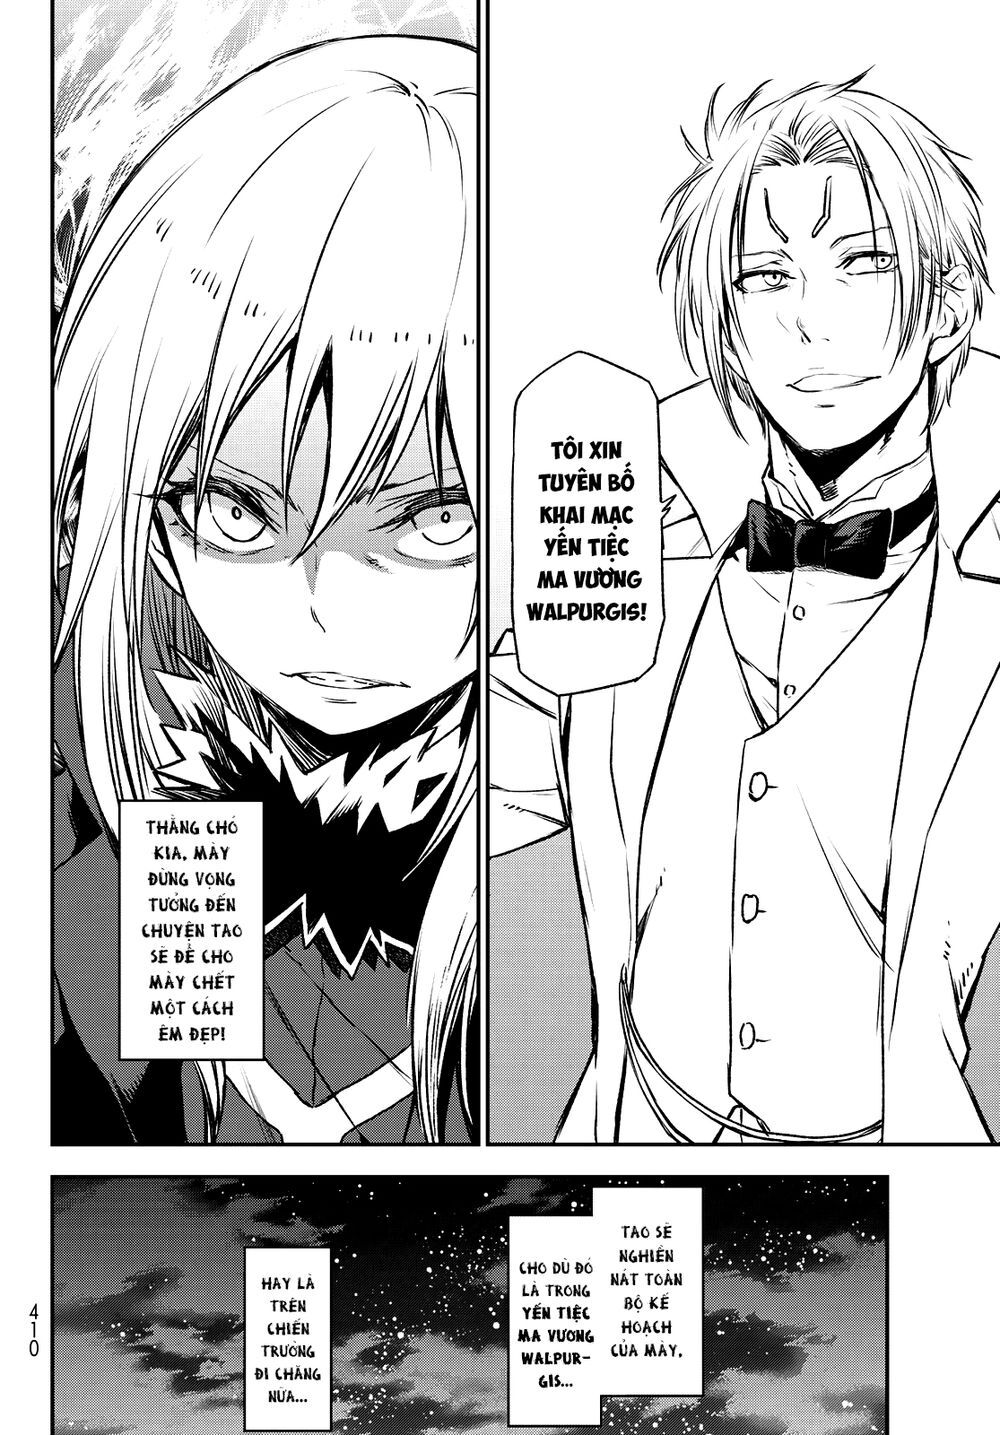 TÔI XIN
TUYÊN BỐ
KHAI MẠC
YẾN TIỆC
MA VƯƠNG
WALPURGIS!
THẰNG CHÓ
KIA, MÀY
ĐỪNG VỌNG
TƯỞNG ĐẾN
CHUYỆN TAO
SẼ ĐỂ CHO
MÀY CHẾT
MỘT CÁCH
ÊM ĐẸP!
TAO SẼ
NGHIỀN
NÁT TOÀN
BỘ KẾ
HOẠCH
CỦA MÀY,
CHO DÙ ĐÓ
LÀ TRONG
YẾN TIỆC
MA VƯƠNG
WALPUR-
GIS...
HAY LÀ
TRÊN
CHIẾN
TRƯỜNG
ĐI CHĂNG
NỮA...
410